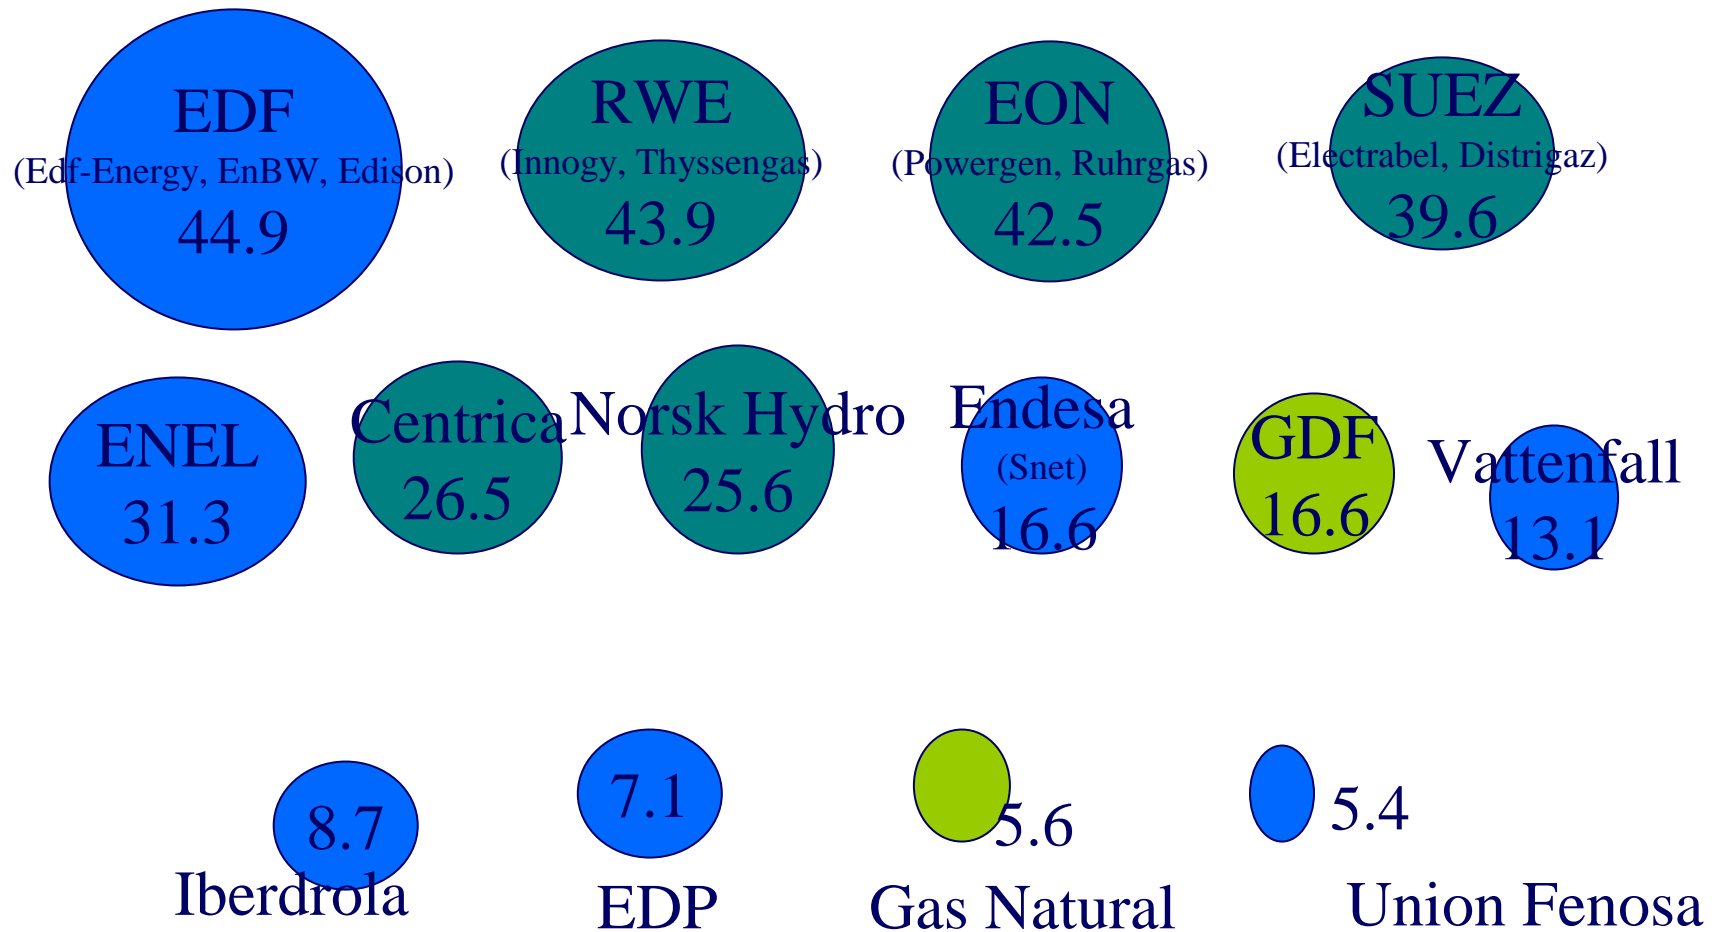 EDF
(Edf-Energy, EnBW, Edison)
44.9
RWE
(Innogy, Thyssengas)
43.9
EON
(Powergen, Ruhrgas)
42.5
SUEZ
(Electrabel, Distrigaz)
39.6
ENEL
31.3
Centrica
26.5
Norsk Hydro
25.6
Endesa
(Snet)
16.6
GDF
16.6
Vattenfall
13.1
8.7
Iberdrola
7.1
EDP
5.6
Gas Natural
5.4
Union Fenosa